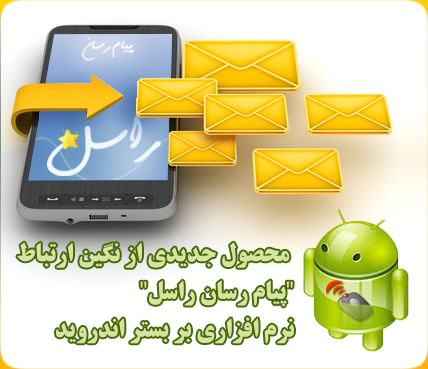 پیام رسان
راسل
محصول جدیدی از نگین ارتباط
"پیام رسان راسل"
نرم افزاری بر بستر اندروید